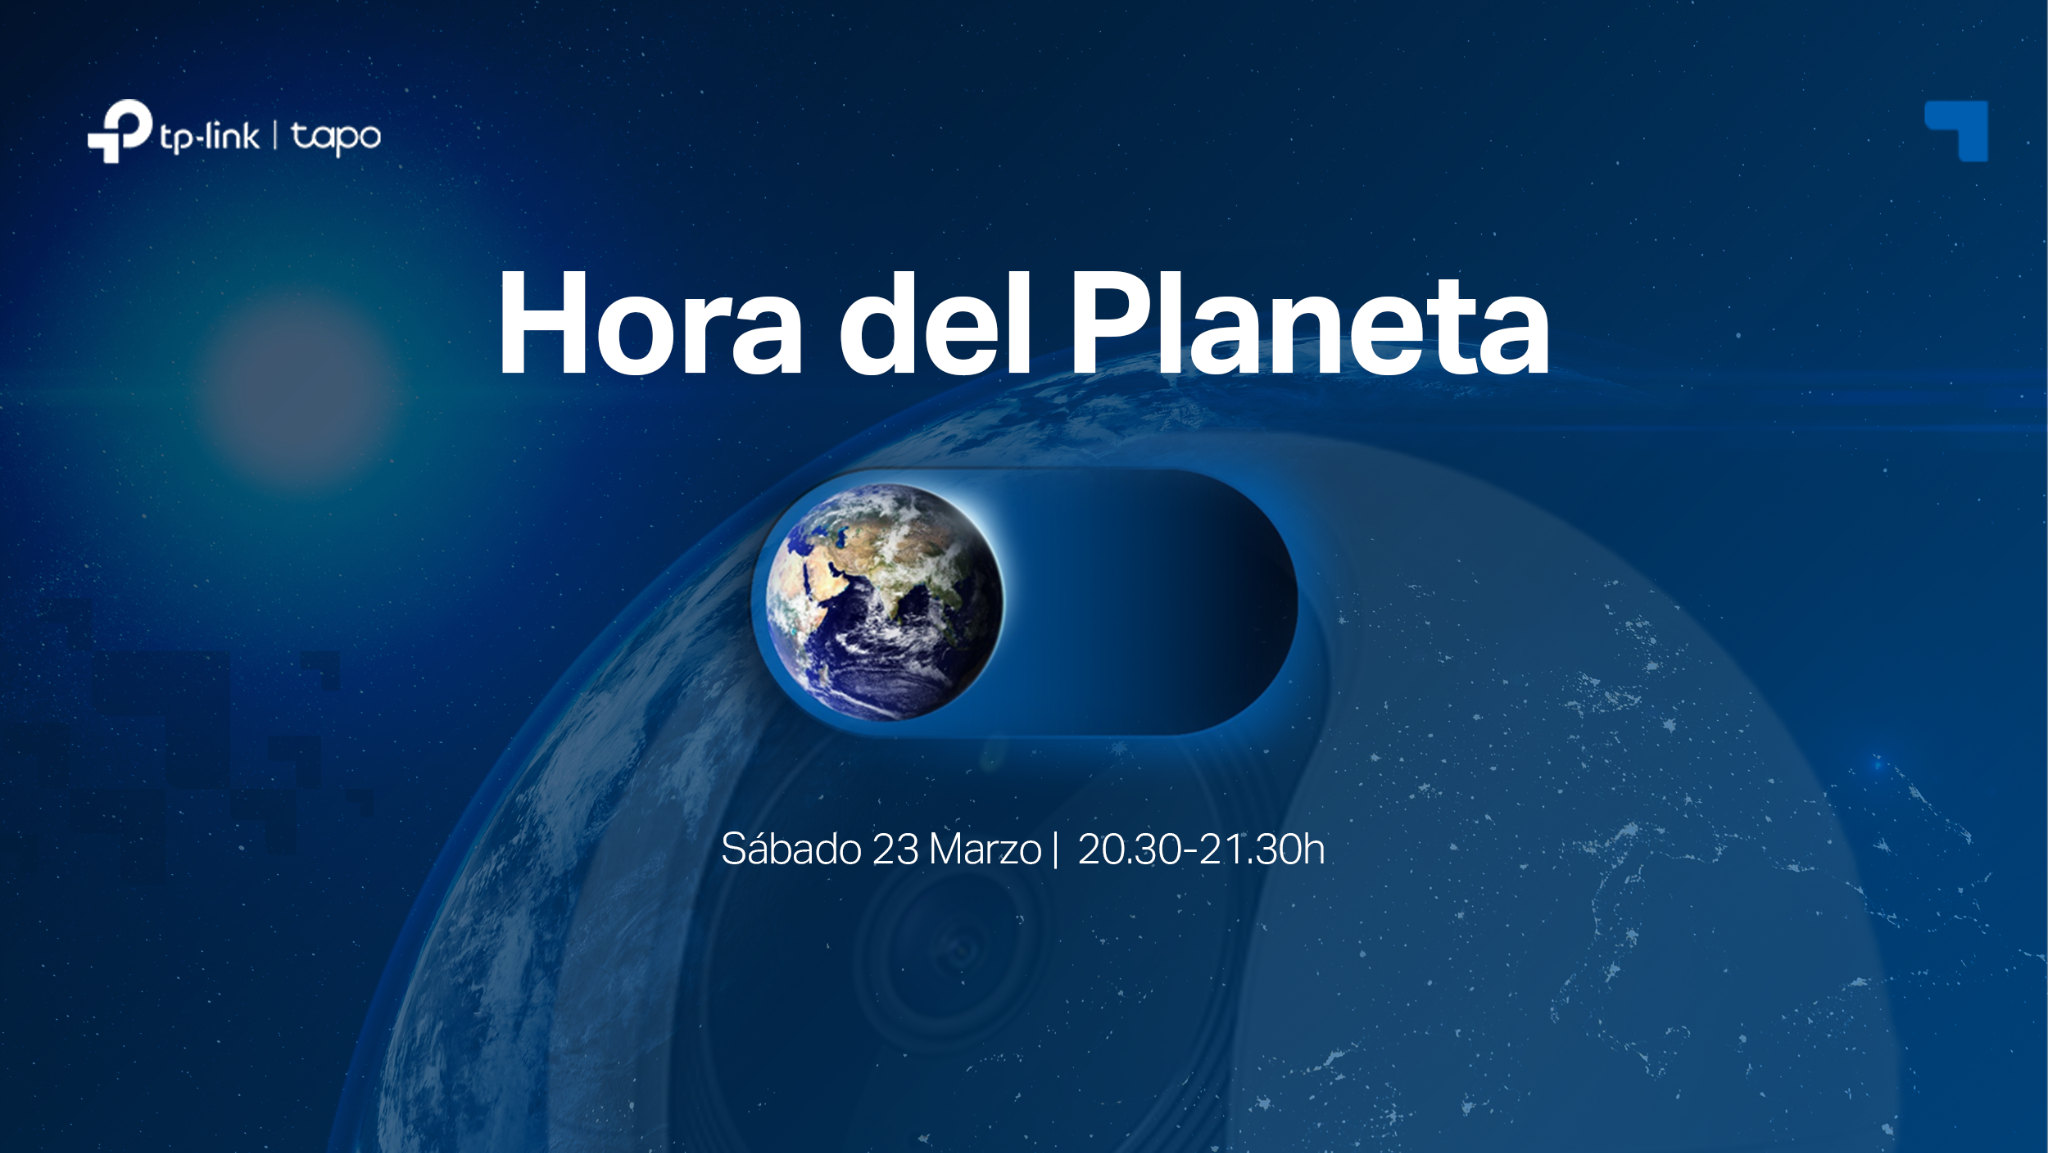 tp-link | tapo
Hora del Planeta
Sábado 23 Marzo | 20.30-21.30h